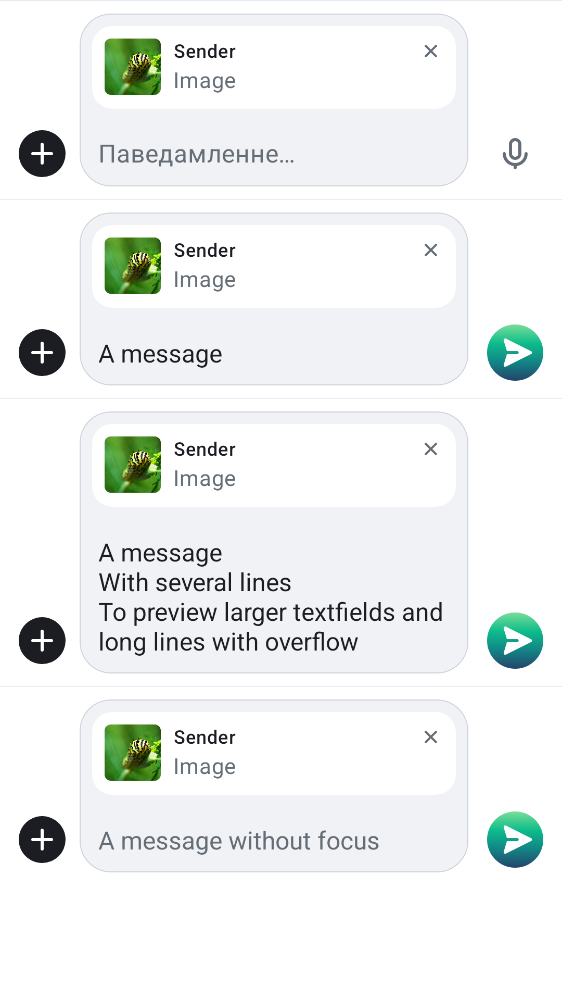 Sender
Image
Паведамленне…
Sender
Image
A message
Sender
Image
A message
With several lines
To preview larger textfields and
long lines with overflow
Sender
Image
A message without focus